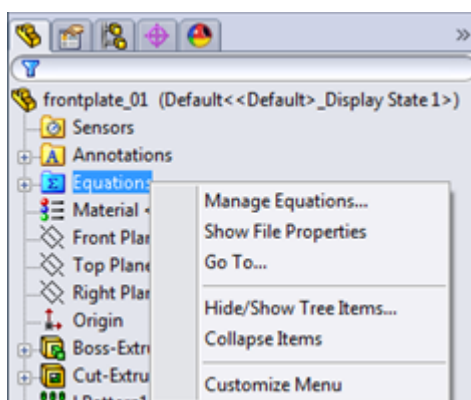 frontplate_01 (Default<<Default>_Display State 1>)
Sensors
Annotations
Equations
Manage Equations...
Material <
Show File Properties
Front Plan
Go To...
Top Plane
Right Plan
Hide/Show Tree Items...
Origin
Collapse Items
Boss-Extru
Cut-Extru
Customize Menu